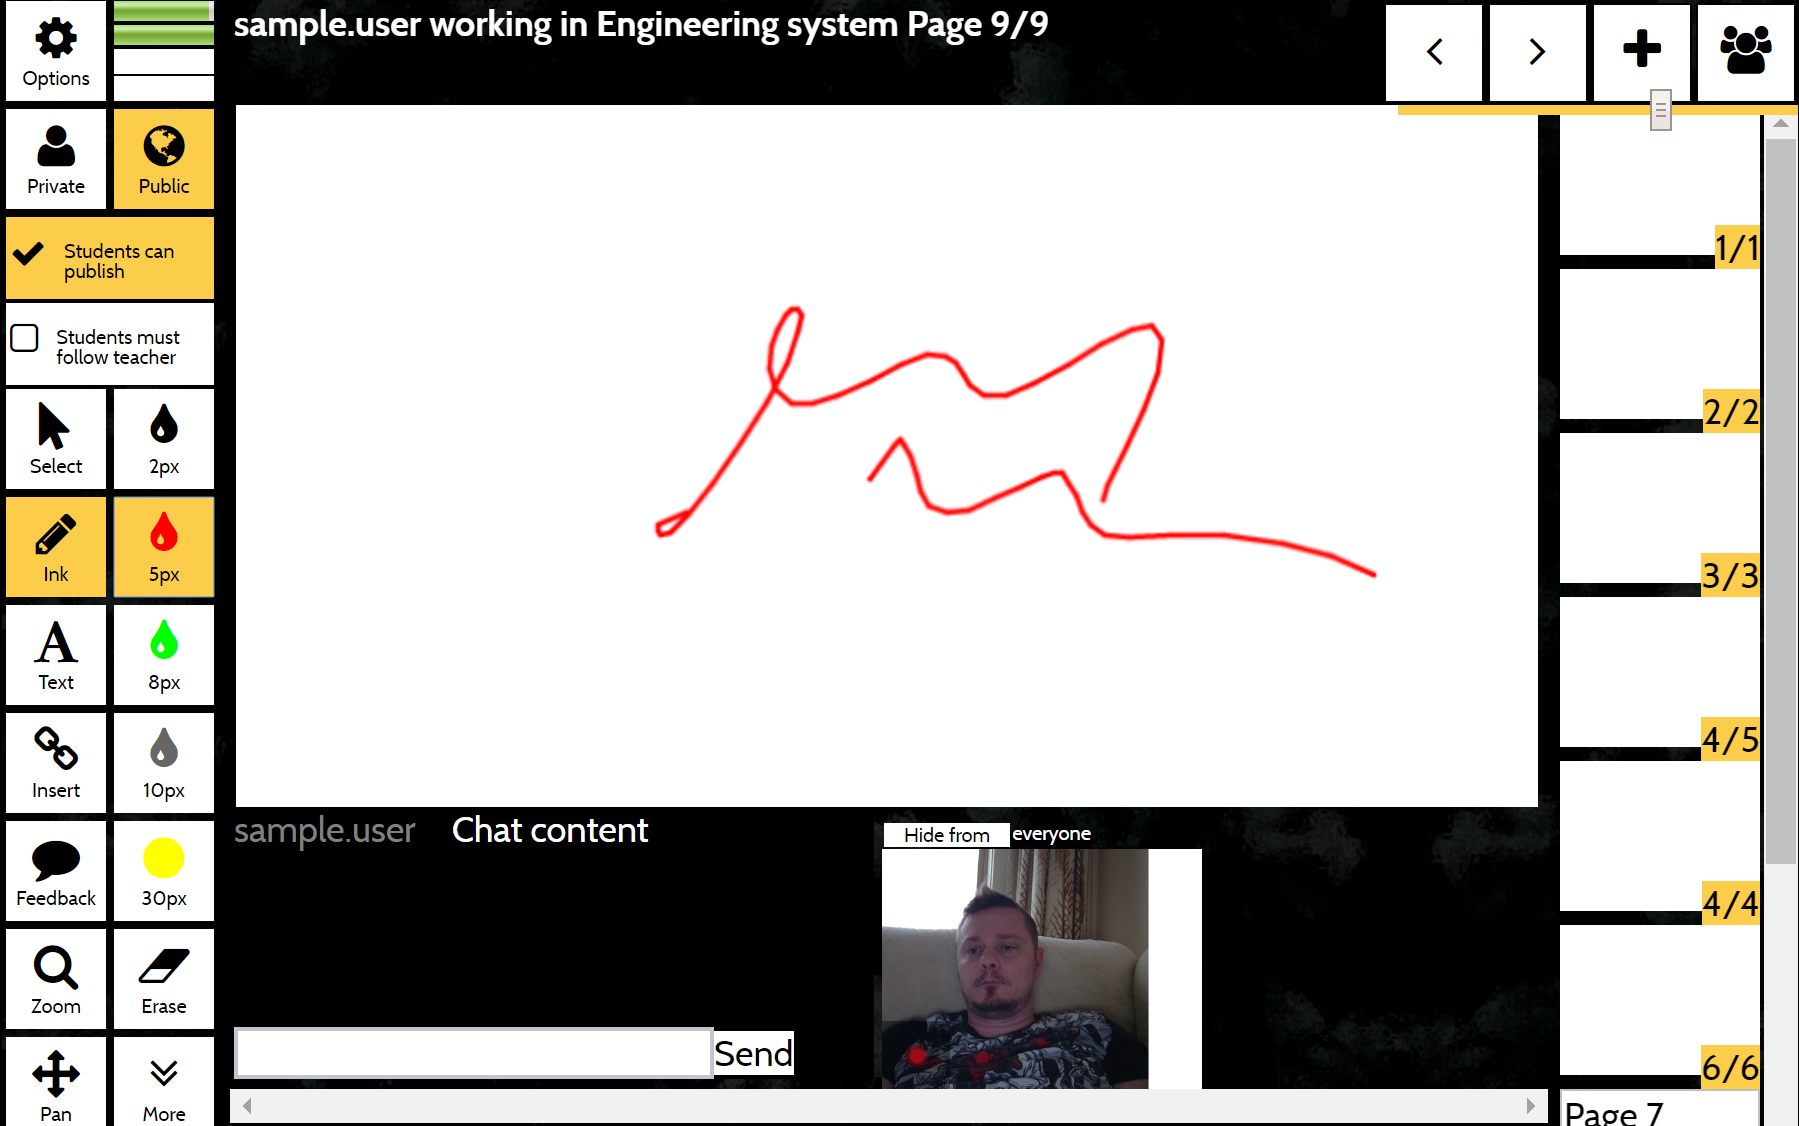 sample.user working in Engineering system Page 9/9
Options
Private
Public
Students can
publish
Students must
follow teacher
Select
2px
Ink
5px
A
Text
8px
Insert
10px
Feedback
30px
Zoom
Erase
Pan
More
1/1
2/2
3/3
4/5
4/4
6/6
Page 7
sample.user Chat content
Hide from everyone
Send